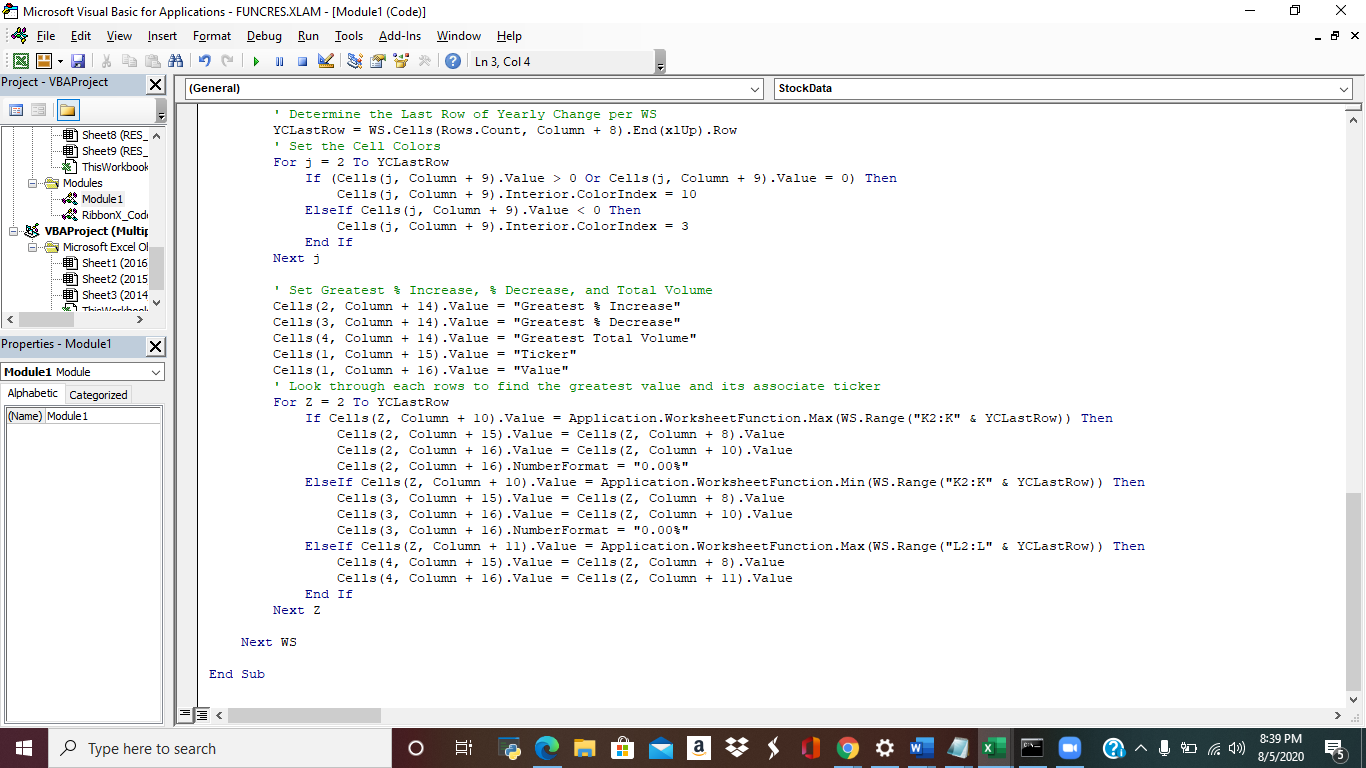 Microsoft Visual Basic for Applications - FUNCRES.XLAM - [Module1 (Code)]
File Edit View Insert Format Debug Run Tools Add-Ins Window Help
Ln 3, Col 4
Project - VBAProject
(General)
StockData
Sheet8 (RES_
Sheet9 (RES_
ThisWorkbook
Modules
Module1
RibbonX_Code
VBAProject (Multip
Microsoft Excel Ob
Sheet1 (2016
Sheet2 (2015
Sheet3 (2014
ThisWorkbook
Properties - Module1
Module1 Module
Alphabetic Categorized
(Name) Module1
' Determine the Last Row of Yearly Change per WS
YCLastRow = WS.Cells(Rows.Count, Column + 8).End(xlUp).Row
' Set the Cell Colors
For j = 2 To YCLastRow
If (Cells(j, Column + 9).Value > 0 Or Cells(j, Column + 9).Value = 0) Then
Cells(j, Column + 9).Interior.ColorIndex = 10
ElseIf Cells(j, Column + 9).Value < 0 Then
Cells(j, Column + 9).Interior.ColorIndex = 3
End If
Next j
' Set Greatest % Increase, % Decrease, and Total Volume
Cells(2, Column + 14).Value = "Greatest % Increase"
Cells(3, Column + 14).Value = "Greatest % Decrease"
Cells(4, Column + 14).Value = "Greatest Total Volume"
Cells(1, Column + 15).Value = "Ticker"
Cells(1, Column + 16).Value = "Value"
' Look through each rows to find the greatest value and its associate ticker
For Z = 2 To YCLastRow
If Cells(Z, Column + 10).Value = Application.WorksheetFunction.Max(WS.Range("K2:K" & YCLastRow)) Then
Cells(2, Column + 15).Value = Cells(Z, Column + 8).Value
Cells(2, Column + 16).Value = Cells(Z, Column + 10).Value
Cells(2, Column + 16).NumberFormat = "0.00%"
ElseIf Cells(Z, Column + 10).Value = Application.WorksheetFunction.Min(WS.Range("K2:K" & YCLastRow)) Then
Cells(3, Column + 15).Value = Cells(Z, Column + 8).Value
Cells(3, Column + 16).Value = Cells(Z, Column + 10).Value
Cells(3, Column + 16).NumberFormat = "0.00%"
ElseIf Cells(Z, Column + 11).Value = Application.WorksheetFunction.Max(WS.Range("L2:L" & YCLastRow)) Then
Cells(4, Column + 15).Value = Cells(Z, Column + 8).Value
Cells(4, Column + 16).Value = Cells(Z, Column + 11).Value
End If
Next Z
Next WS
End Sub
Type here to search
8:39 PM
8/5/2020
5